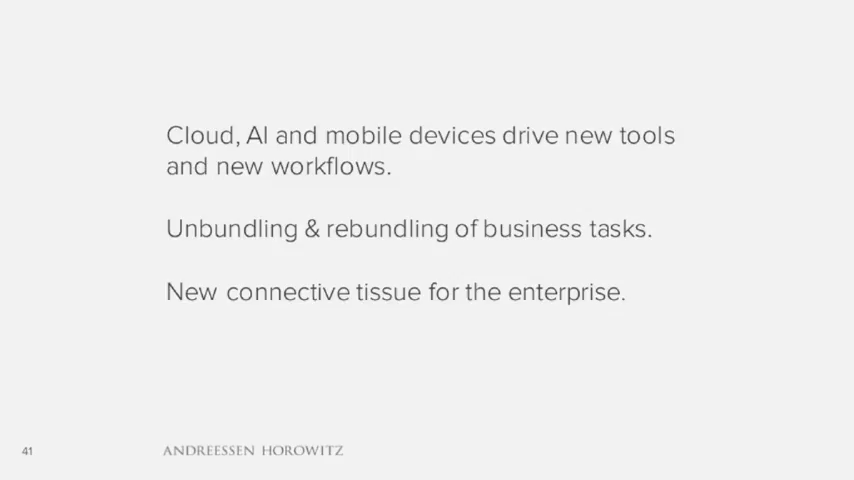 Cloud, AI and mobile devices drive new tools
and new workflows.
Unbundling & rebundling of business tasks.
New connective tissue for the enterprise.
41
ANDREESSEN HOROWITZ